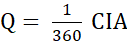 Q = 1/360 CIA